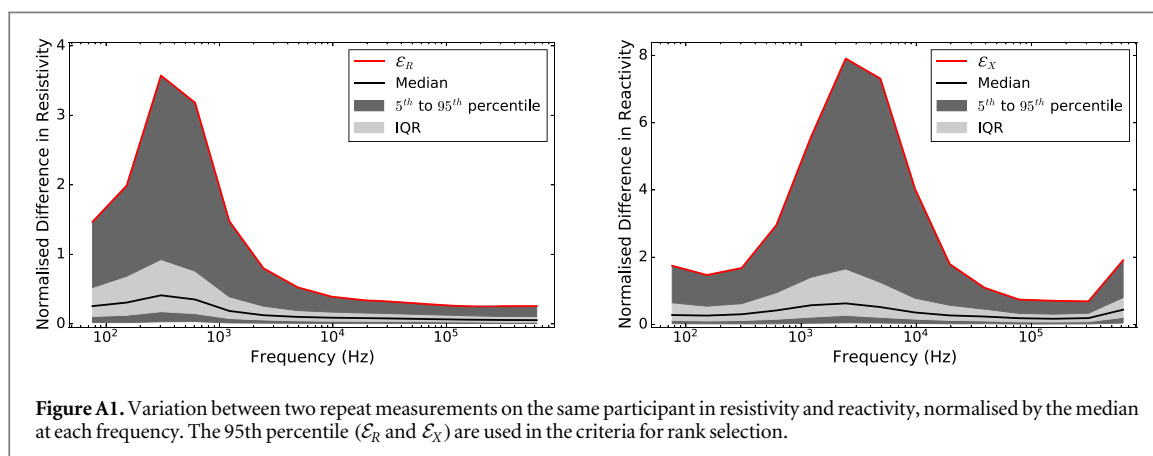 4
3
2
1
0
Normalised Difference in Resistivity
ℰ_R
Median
5^th to 95^th percentile
IQR
10^2 10^3 10^4 10^5
Frequency (Hz)
8
6
4
2
0
Normalised Difference in Reactivity
ℰ_X
Median
5^th to 95^th percentile
IQR
10^2 10^3 10^4 10^5
Frequency (Hz)
Figure A1. Variation between two repeat measurements on the same participant in resistivity and reactivity, normalised by the median
at each frequency. The 95th percentile (ℰ_R and ℰ_X) are used in the criteria for rank selection.